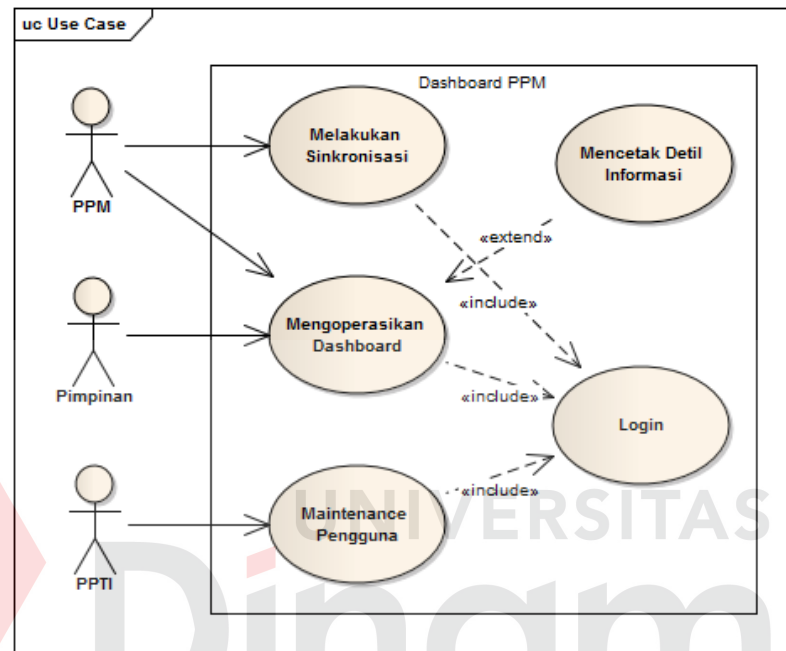 uc Use Case
Dashboard PPM
Melakukan
Sinkronisasi
Mencetak Detil
Informasi
PPM
«extend»
«include»
Mengoperasikan
Dashboard
Pimpinan
«include»
Login
«include»
Maintenance
Pengguna
PPTI
UNIVERSITAS
Dinam